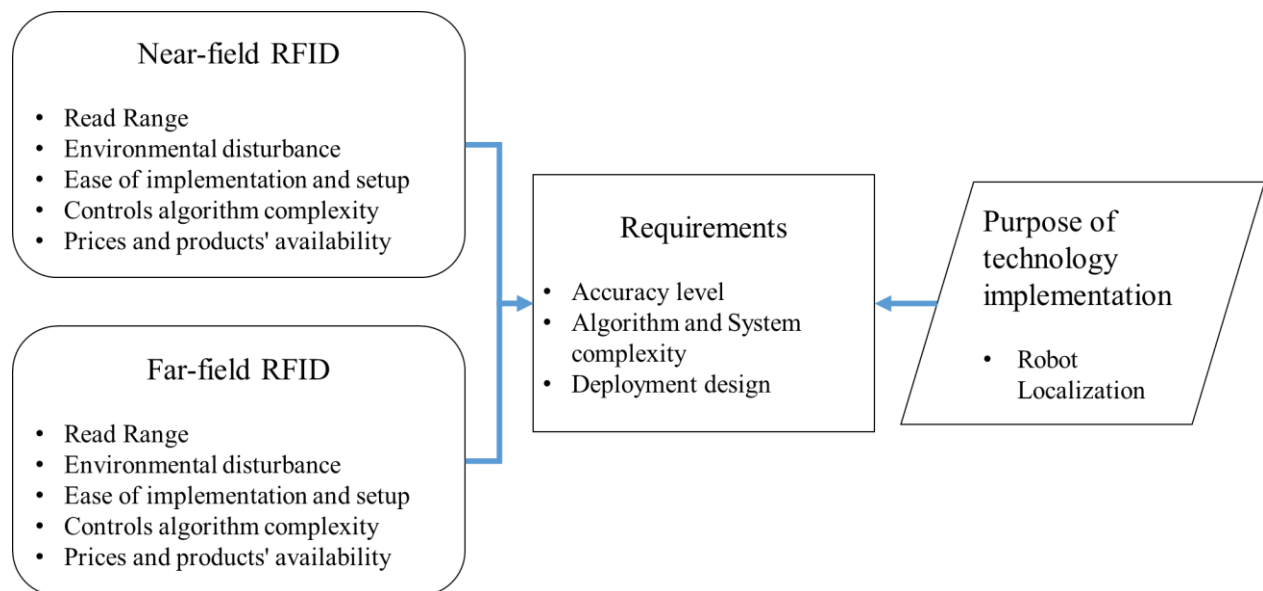 Near-field RFID
• Read Range
• Environmental disturbance
• Ease of implementation and setup
• Controls algorithm complexity
• Prices and products' availability
Far-field RFID
• Read Range
• Environmental disturbance
• Ease of implementation and setup
• Controls algorithm complexity
• Prices and products' availability
Requirements
• Accuracy level
• Algorithm and System
complexity
• Deployment design
Purpose of
technology
implementation
• Robot
Localization